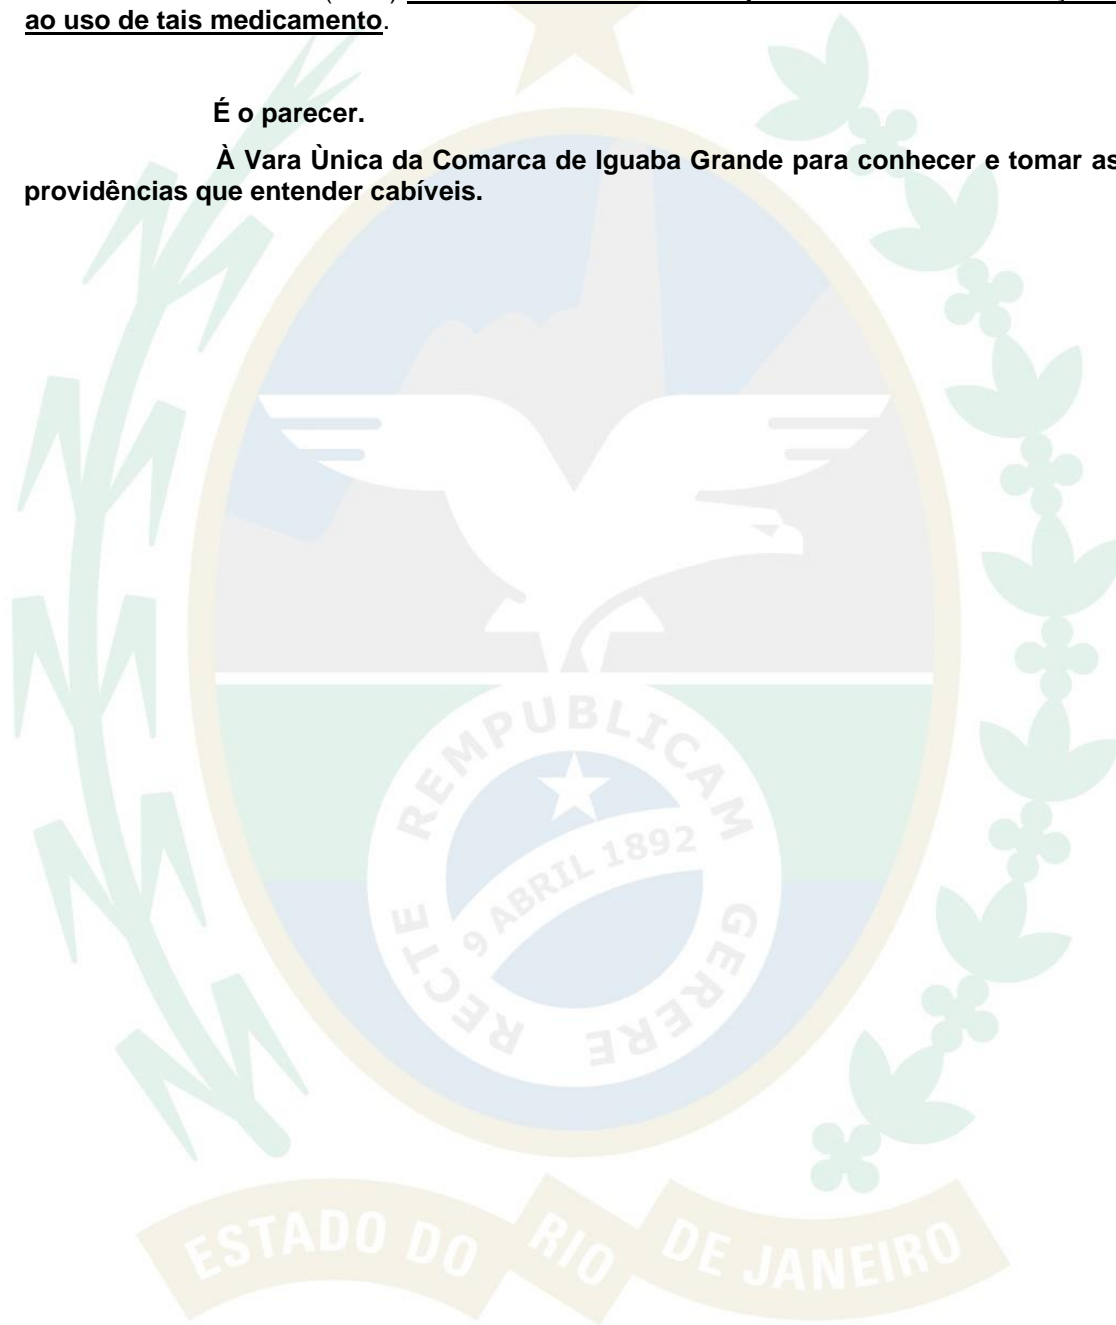 ao uso de tais medicamento.
É o parecer.
À Vara Ùnica da Comarca de Iguaba Grande para conhecer e tomar as
providências que entender cabíveis.
REMPUBLICAM
9 ABRIL 1892
RECTE GERERE
ESTADO DO RIO DE JANEIRO